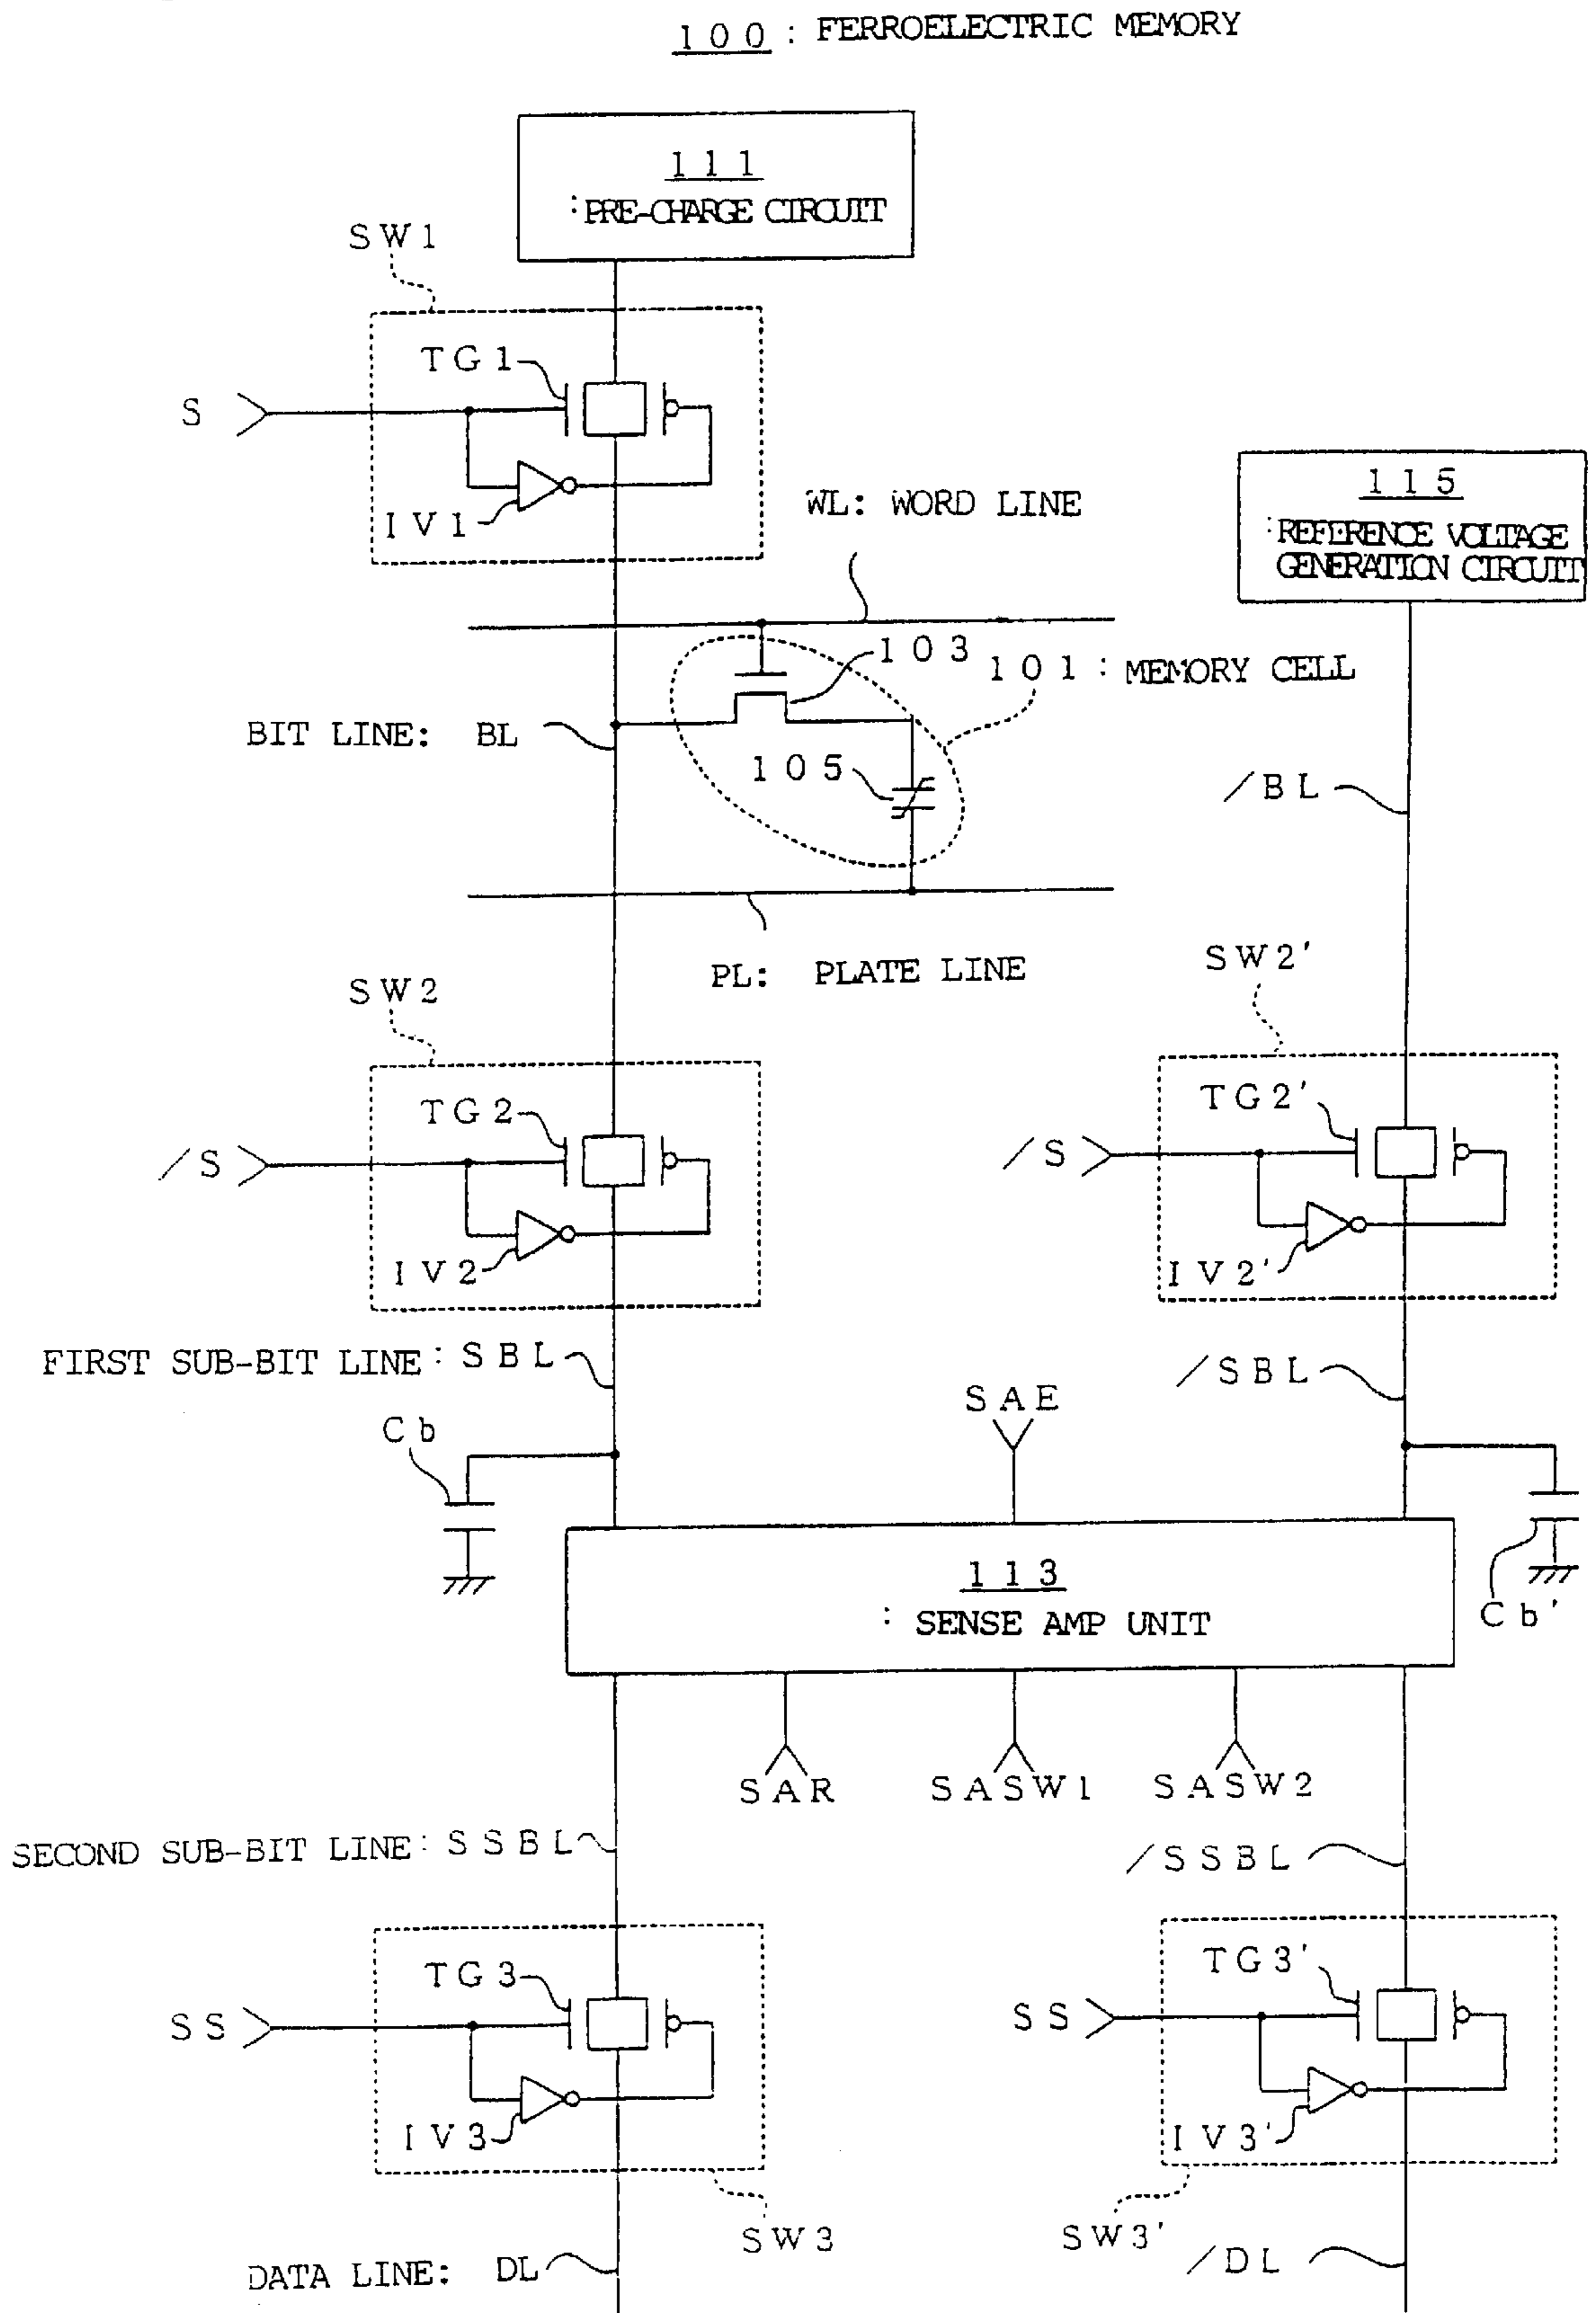 100 : FERROELECTRIC MEMORY
111
: PRE-CHARGE CIRCUIT
SW1
TG1
S
IV1
WL: WORD LINE
115
: REFERENCE VOLTAGE
GENERATION CIRCUIT
103
101 : MEMORY CELL
BIT LINE: BL
105
/BL
PL: PLATE LINE
SW2
SW2'
TG2
TG2'
/S
/S
IV2
IV2'
FIRST SUB-BIT LINE : SBL
/SBL
SAE
Cb
113
: SENSE AMP UNIT
Cb'
SAR
SASW1
SASW2
SECOND SUB-BIT LINE : SSBL
/SSBL
TG3
TG3'
SS
SS
IV3
IV3'
SW3
SW3'
DATA LINE: DL
/DL